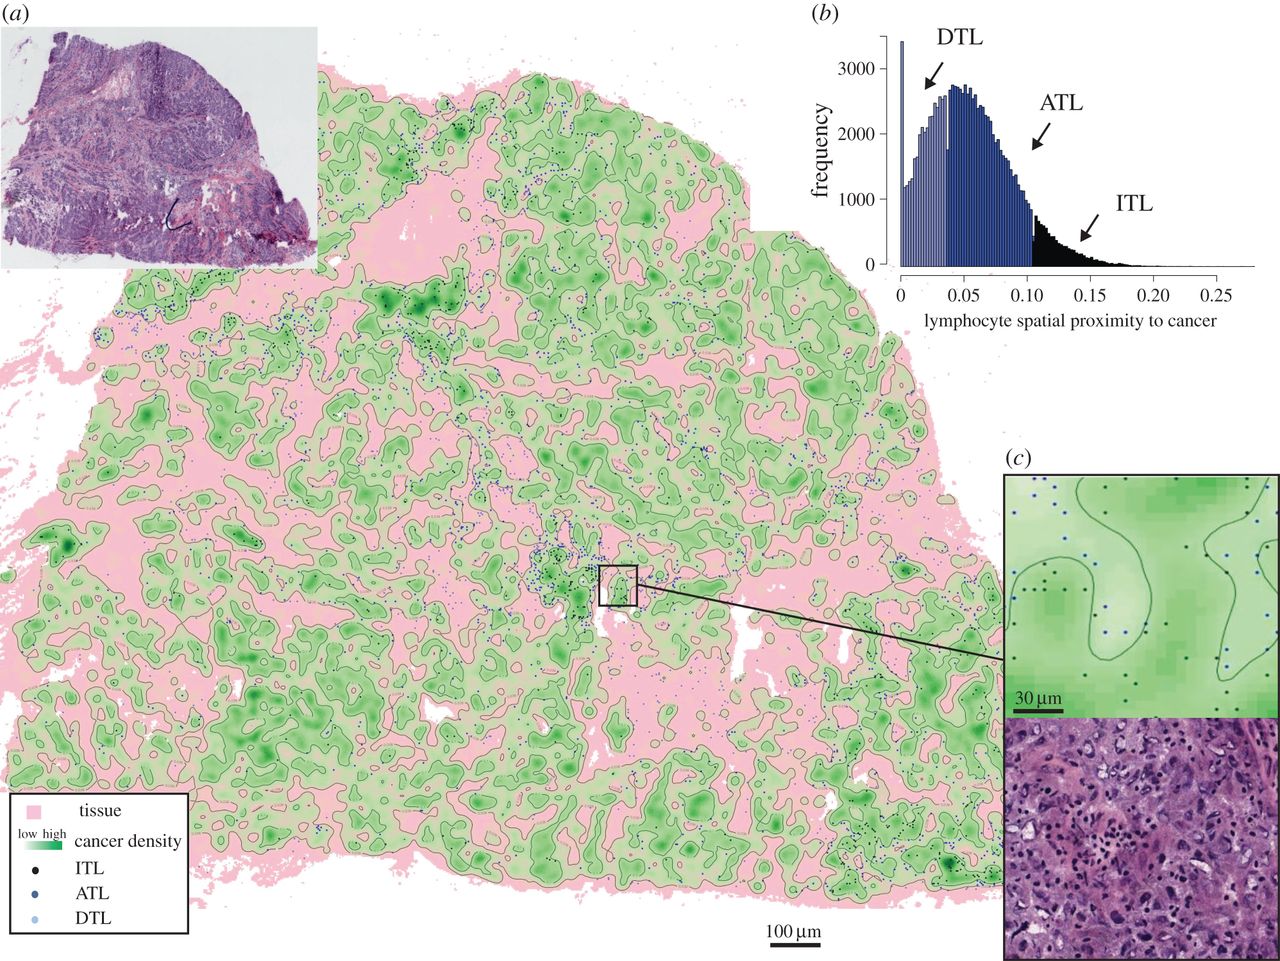 (a)
(b)
DTL
ATL
ITL
frequency
3000
2000
1000
0
0 0.05 0.10 0.15 0.20 0.25
lymphocyte spatial proximity to cancer
(c)
30 µm
tissue
low high
cancer density
ITL
ATL
DTL
100 µm